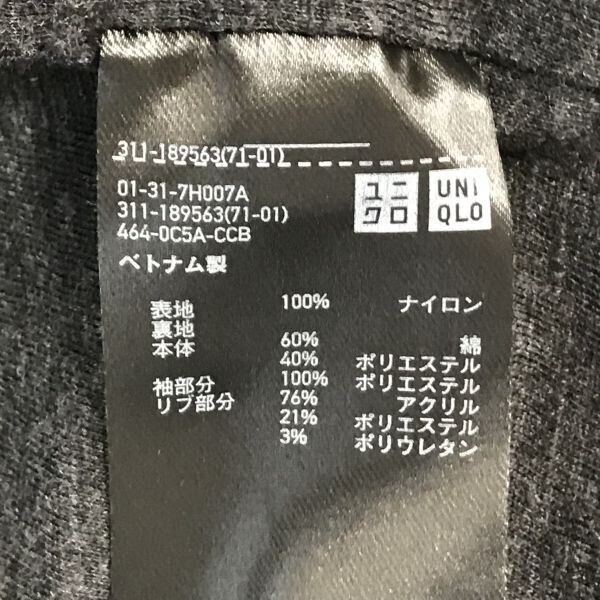 311-189563(71-01)
01-31-7H007A
311-189563(71-01)
464-0C5A-CCB
ユニ
クロ
UNI
QLO
ベトナム製
表地 100% ナイロン
裏地
本体 60% 綿
40% ポリエステル
袖部分 100% ポリエステル
リブ部分 76% アクリル
21% ポリエステル
3% ポリウレタン